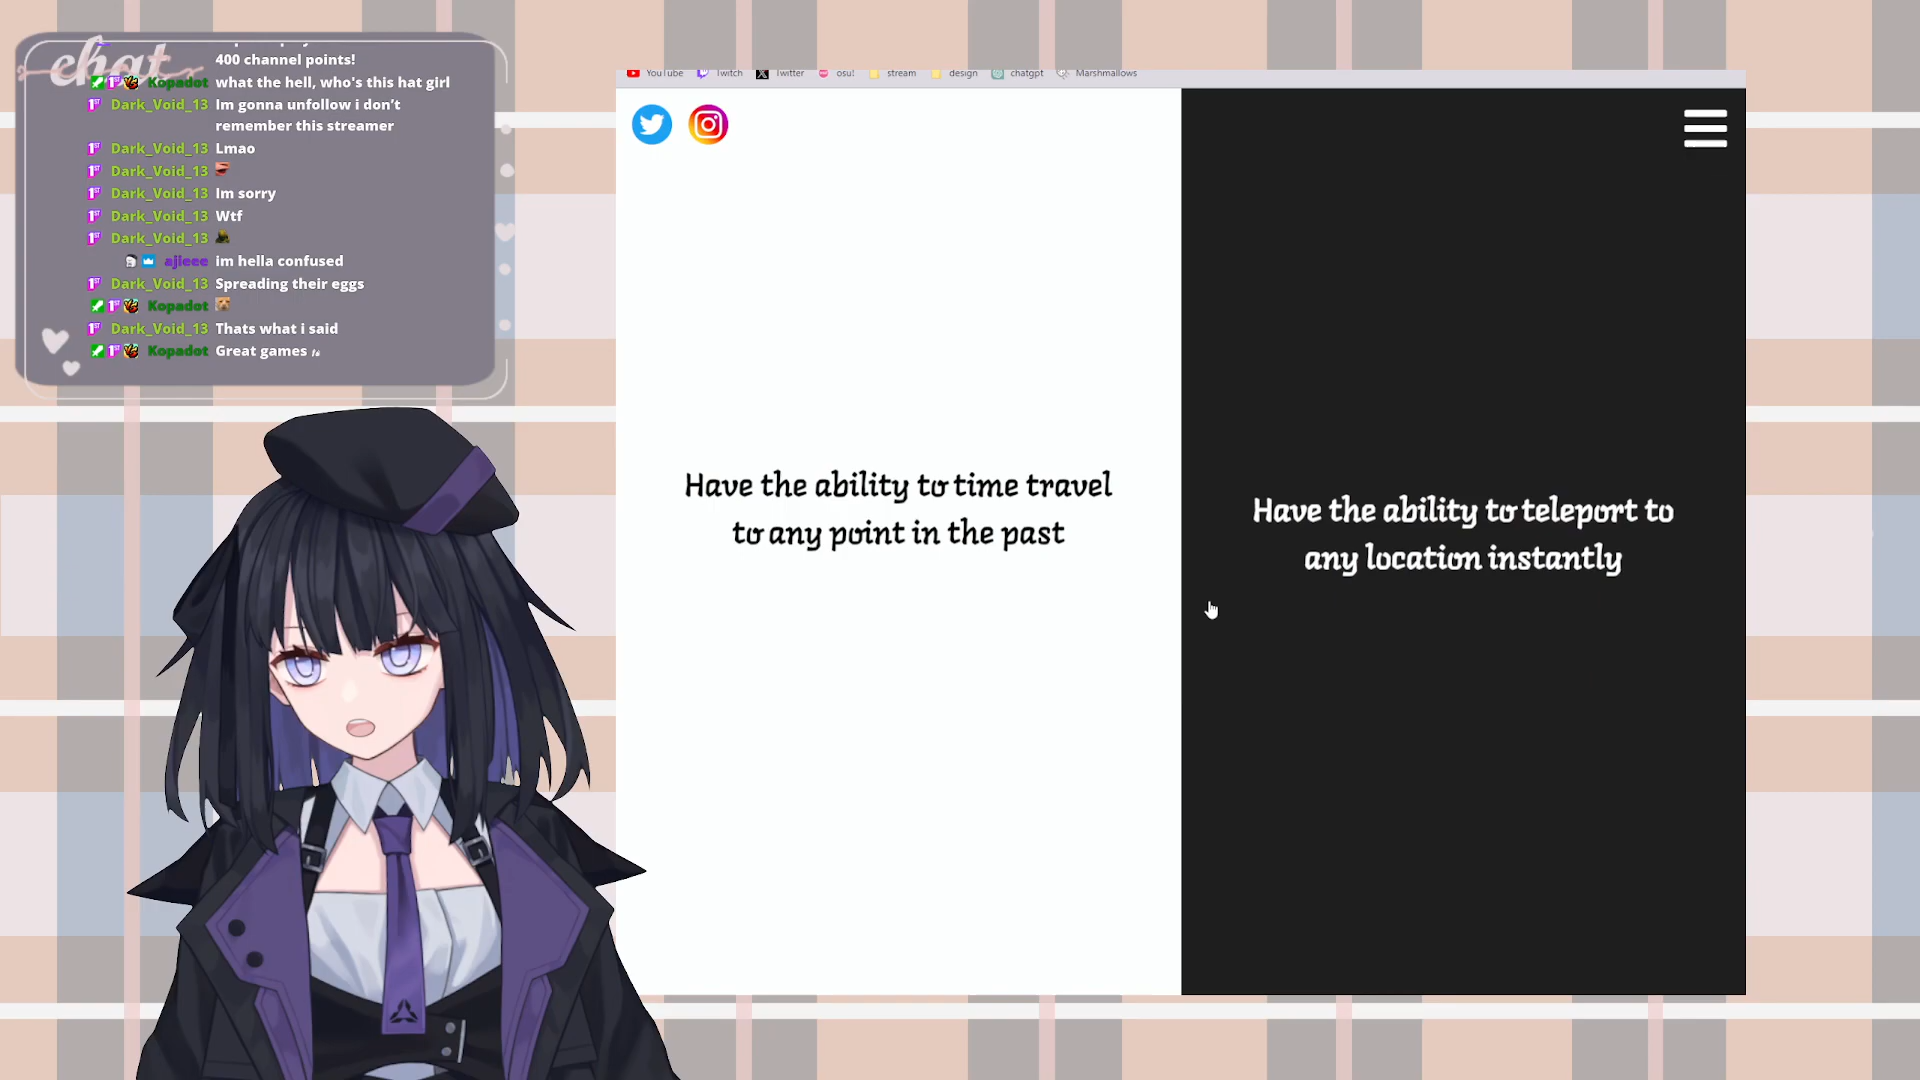 chat
400 channel points!
Kopadot what the hell, who's this hat girl
Dark_Void_13 Im gonna unfollow i don't
remember this streamer
Dark_Void_13 Lmao
Dark_Void_13
Dark_Void_13 Im sorry
Dark_Void_13 Wtf
Dark_Void_13
ajieee im hella confused
Dark_Void_13 Spreading their eggs
Kopadot
Dark_Void_13 Thats what i said
Kopadot Great games
YouTube Twitch Twitter osu! stream design chatgpt Marshmallows
Have the ability to time travel
to any point in the past
Have the ability to teleport to
any location instantly